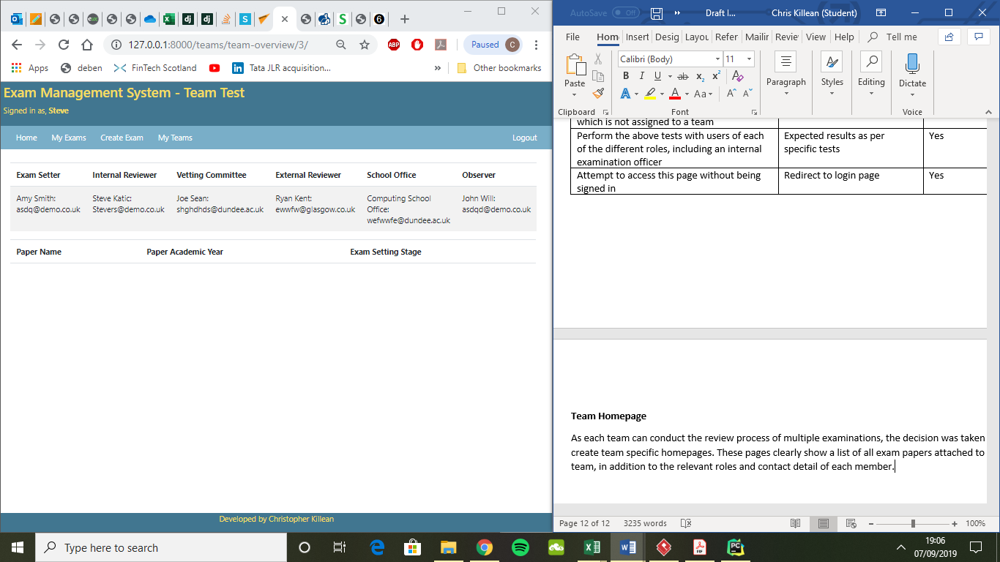 127.0.0.1:8000/teams/team-overview/3/
ABP
Paused
C
Apps
deben
FinTech Scotland
Tata JLR acquisition...
»
Other bookmarks
Exam Management System - Team Test
Signed in as, Steve
Home My Exams Create Exam My Teams Logout
Exam Setter Internal Reviewer Vetting Committee External Reviewer School Office Observer
Amy Smith: Steve Katic: Joe Sean: Ryan Kent: Computing School John Will:
asdq@demo.co.uk Stevers@demo.co.uk shghdhds@dundee.ac.uk ewwfw@glasgow.co.uk Office: asdqd@demo.co.uk
wefwwfe@dundee.ac.uk
Paper Name Paper Academic Year Exam Setting Stage
Developed by Christopher Killean
AutoSave Off » Draft I... Chris Killean (Student)
File Hom Insert Desig Layou Refer Mailin Reviev View Help Tell me
Calibri (Body) 11
B I U ab x₂ x²
A A Aa A A
Paste Paragraph Styles Editing Dictate
Clipboard Font Voice
which is not assigned to a team
Perform the above tests with users of each Expected results as per Yes
of the different roles, including an internal specific tests
examination officer
Attempt to access this page without being Redirect to login page Yes
signed in
Team Homepage
As each team can conduct the review process of multiple examinations, the decision was taken
create team specific homepages. These pages clearly show a list of all exam papers attached to
team, in addition to the relevant roles and contact detail of each member.
Page 12 of 12 3235 words 100%
Type here to search
19:06
07/09/2019